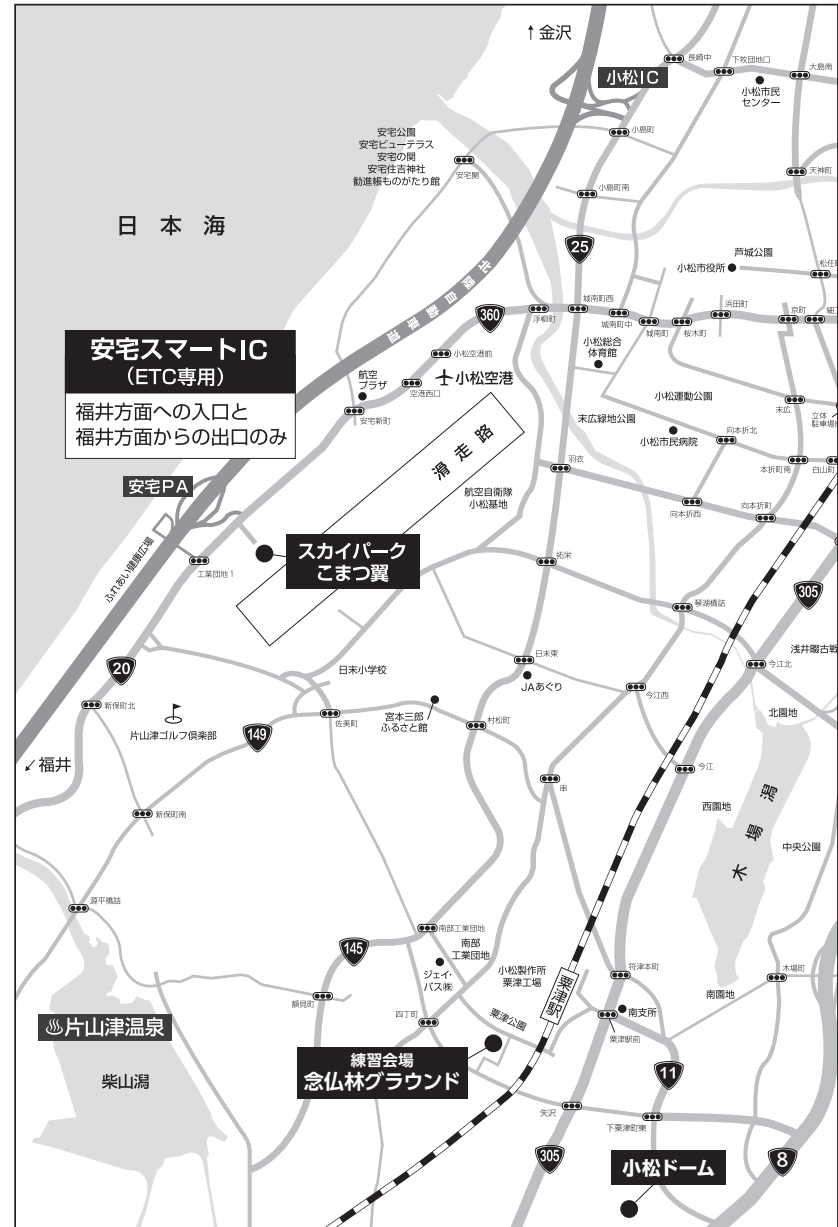 ↑金沢
長崎中
下牧団地口
大島南
小松IC
小松市民
センター
小島町
安宅公園
安宅ビューテラス
安宅の関
安宅住吉神社
勧進帳ものがたり館
安宅関
天神町
小島町南
日本海
25
芦城公園
小松市役所
松任町
北陸自動車道
360
浮柳町
城南町西
城南町中
城南町
桜木町
浜田町
京町
細工
安宅スマートIC
(ETC専用)
福井方面への入口と
福井方面からの出口のみ
小松空港前
小松総合
体育館
航空
プラザ
空港西口
小松空港
安宅新町
小松運動公園
末広緑地公園
末広
立体
駐車場前
向本折北
小松市民病院
滑走路
羽衣
本折町南
白山町
安宅PA
航空自衛隊
小松基地
向本折西
向本折町
ふれあい健康広場
工業団地1
スカイパーク
こまつ翼
拓栄
305
琴湖橋詰
20
日末小学校
日末東
JAあぐり
今江北
浅井畷古戦
新保町北
片山津ゴルフ倶楽部
149
佐美町
宮本三郎
ふるさと館
村松町
今江西
北園地
↙福井
串
今江
新保町南
西園地
木場潟
中央公園
源平橋詰
南部工業団地
145
南部
工業団地
ジェイ・
バス㈱
小松製作所
粟津工場
粟津駅
符津本町
木場町
額見町
四丁町
粟津公園
南支所
南園地
♨片山津温泉
粟津駅前
柴山潟
練習会場
念仏林グラウンド
11
矢沢
下粟津町東
305
小松ドーム
8